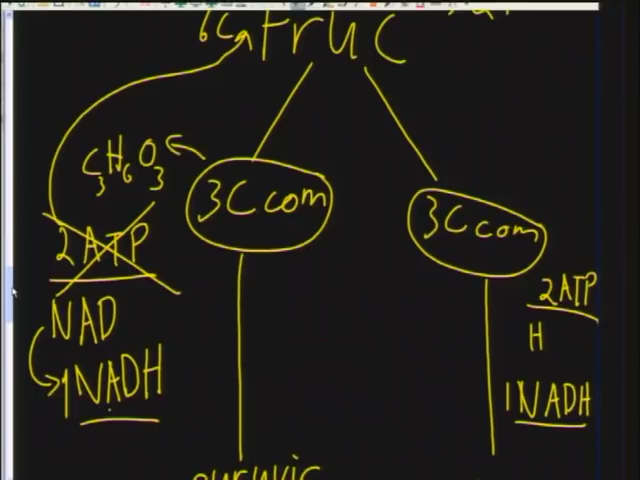 6C Fruc
C3H6O3
3C com
3C com
2ATP
2ATP
NAD
H
1NADH
1NADH